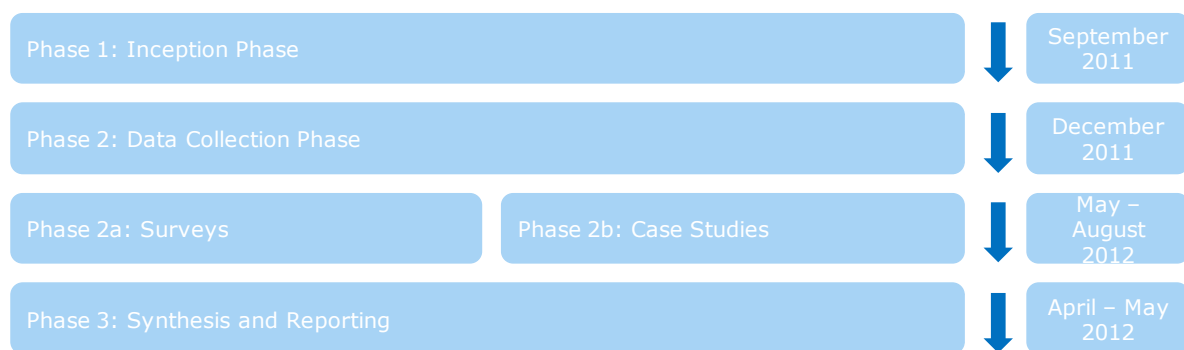 Phase 1: Inception Phase
September
2011
Phase 2: Data Collection Phase
December
2011
Phase 2a: Surveys
Phase 2b: Case Studies
May –
August
2012
Phase 3: Synthesis and Reporting
April – May
2012